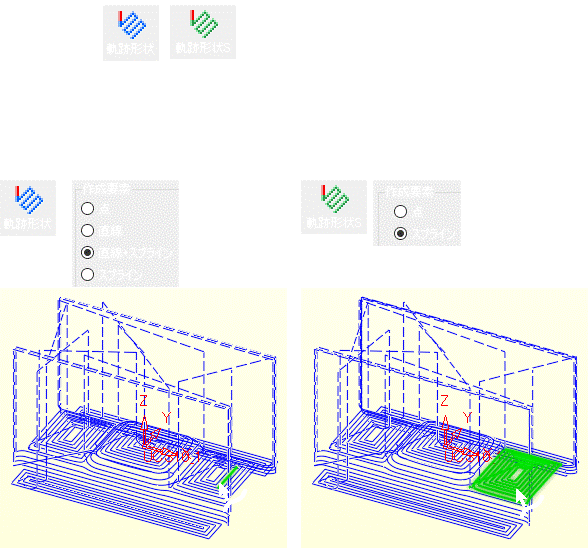 軌跡形状 軌跡形状S
軌跡形状
作成要素
点
直線
直線+スプライン
スプライン
軌跡形状S
作成要素
点
スプライン
Z
Y
Z
Y